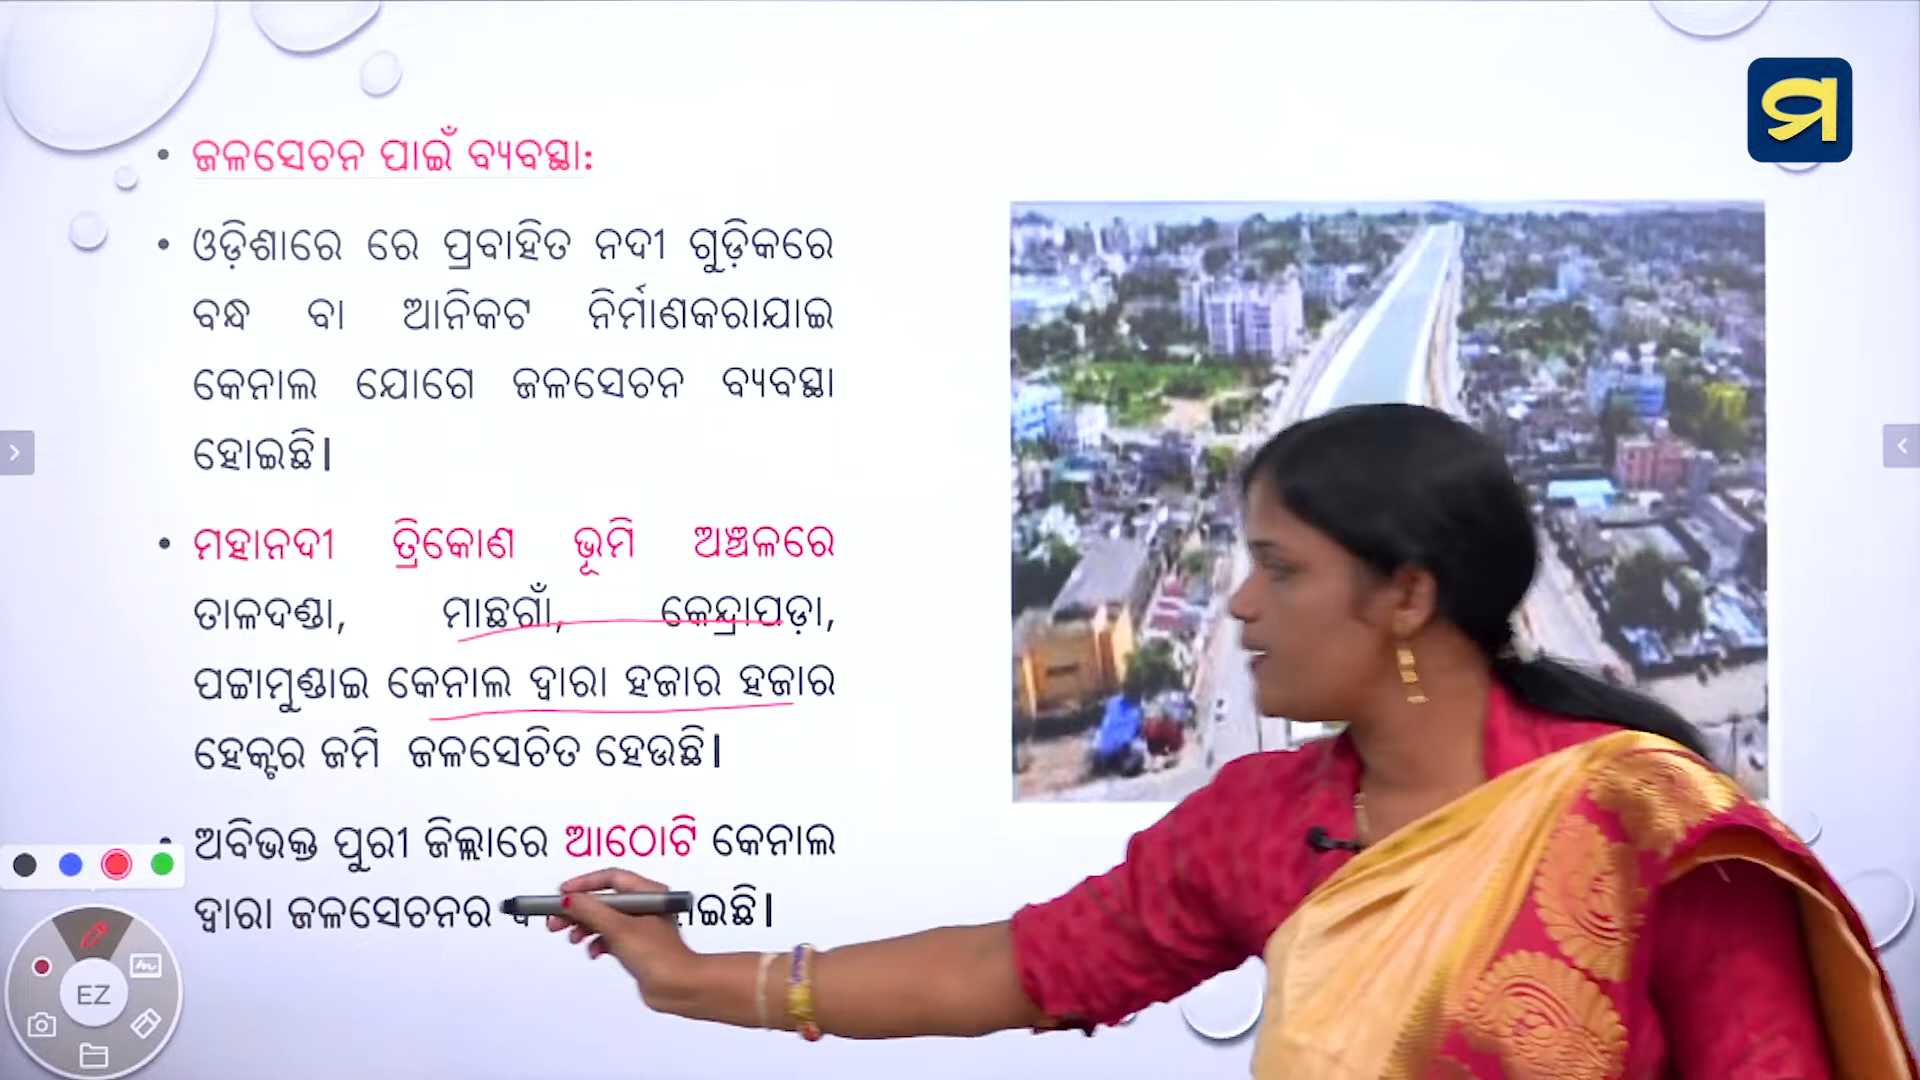 ମ
ଜଳସେଚନ ପାଇଁ ବ୍ୟବସ୍ଥା:
ଓଡ଼ିଶାରେ ରେ ପ୍ରବାହିତ ନଦୀ ଗୁଡ଼ିକରେ
ବନ୍ଧ ବା ଆନିକଟ ନିର୍ମାଣକରାଯାଇ
କେନାଲ ଯୋଗେ ଜଳସେଚନ ବ୍ୟବସ୍ଥା
ହୋଇଛି।
ମହାନଦୀ ତ୍ରିକୋଣ ଭୂମି ଅଞ୍ଚଳରେ
ତାଳଦଣ୍ଡା, ମାଛଗାଁ, କେନ୍ଦ୍ରାପଡ଼ା,
ପଟ୍ଟାମୁଣ୍ଡାଇ କେନାଲ ଦ୍ୱାରା ହଜାର ହଜାର
ହେକ୍ଟର ଜମି ଜଳସେଚିତ ହେଉଛି।
ଅବିଭକ୍ତ ପୁରୀ ଜିଲ୍ଲାରେ ଆଠୋଟି କେନାଲ
ଦ୍ୱାରା ଜଳସେଚନର
EZ